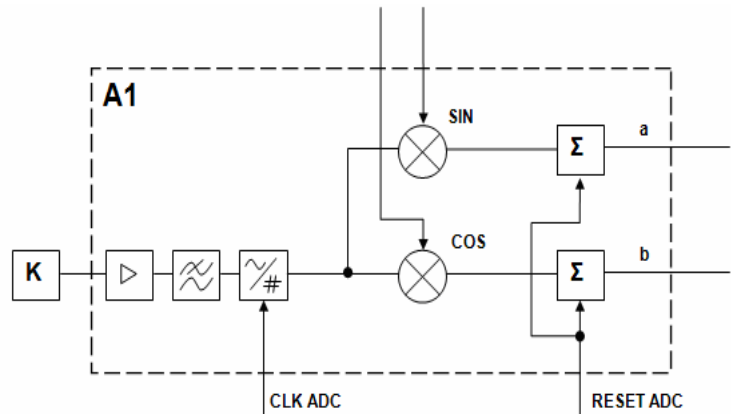 A1
SIN
Σ
a
K
#
COS
Σ
b
CLK ADC
RESET ADC